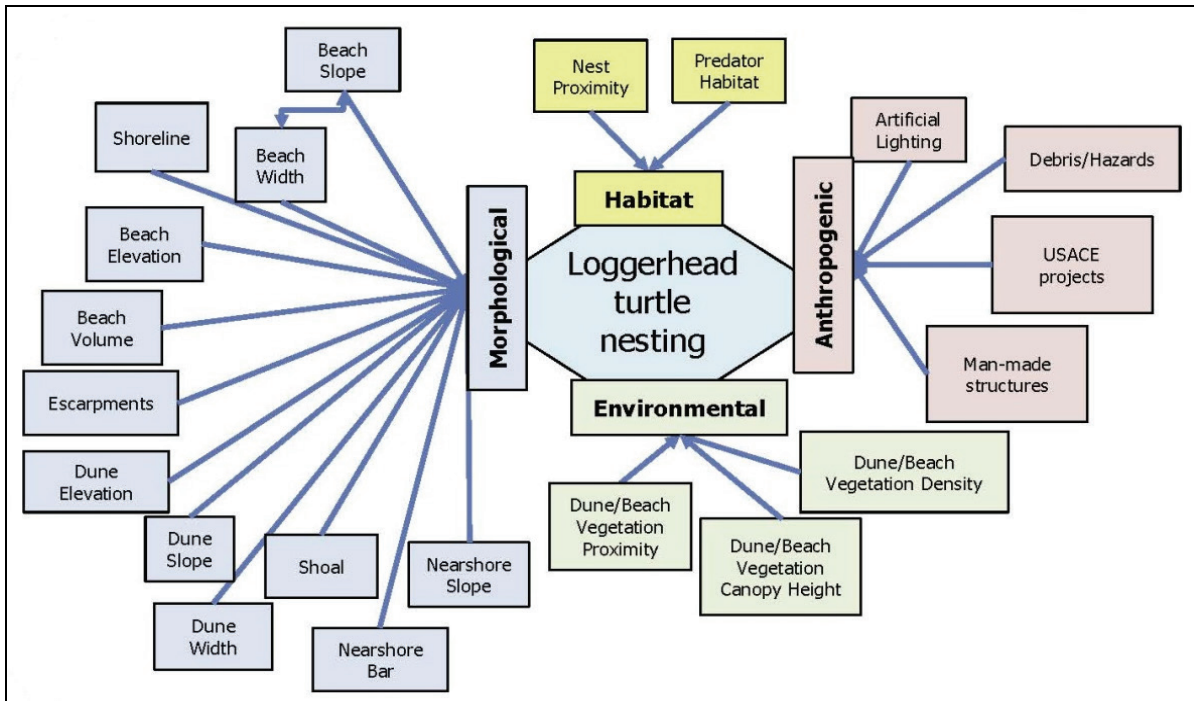 Beach
Slope
Nest
Proximity
Predator
Habitat
Shoreline
Beach
Width
Artificial
Lighting
Debris/Hazards
Beach
Elevation
Morphological
Habitat
Anthropogenic
Loggerhead
turtle
nesting
USACE
projects
Beach
Volume
Man-made
structures
Escarpments
Environmental
Dune
Elevation
Dune/Beach
Vegetation Density
Dune/Beach
Vegetation
Proximity
Dune
Slope
Shoal
Nearshore
Slope
Dune/Beach
Vegetation
Canopy Height
Dune
Width
Nearshore
Bar